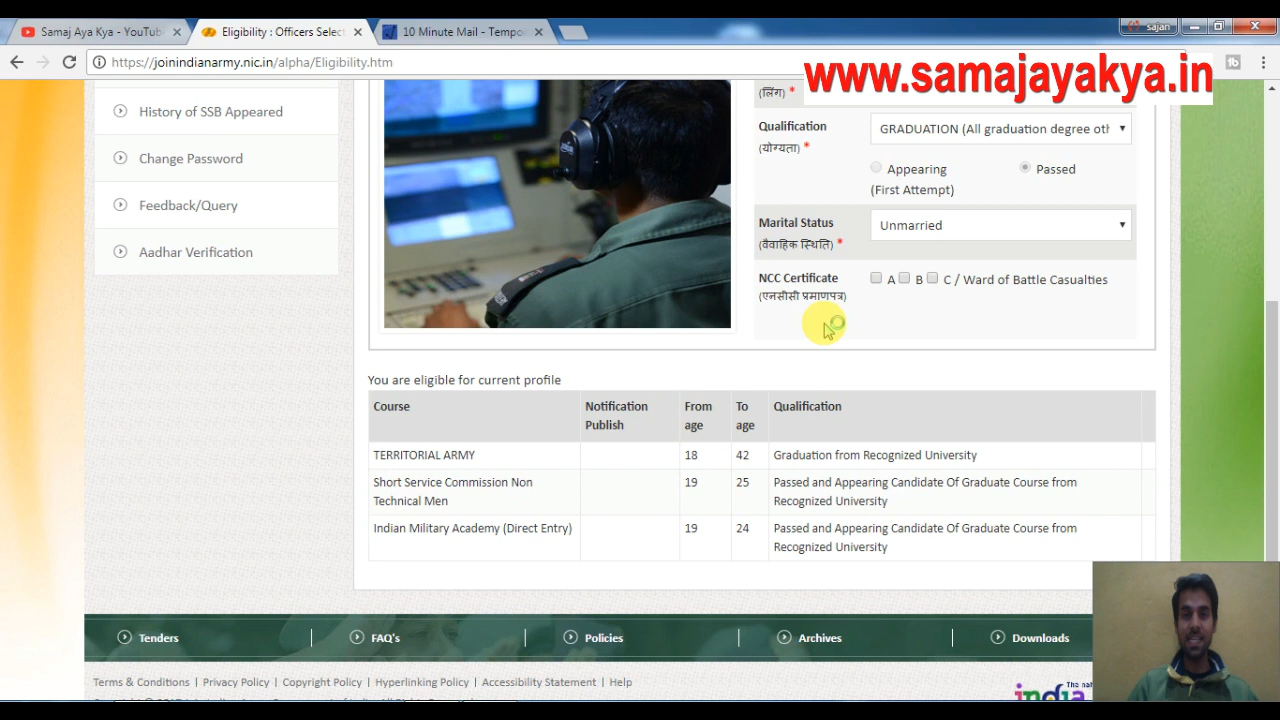 Samaj Aya Kya - YouTub
Eligibility : Officers Select
10 Minute Mail - Tempo
sajan
https://joinindianarmy.nic.in/alpha/Eligibility.htm
www.samajayakya.in
(लिंग) *
History of SSB Appeared
Change Password
Feedback/Query
Aadhar Verification
Qualification
(योग्यता) *
GRADUATION (All graduation degree oth
Appearing
(First Attempt)
Passed
Marital Status
(वैवाहिक स्थिति) *
Unmarried
NCC Certificate
(एनसीसी प्रमाणपत्र)
A B C / Ward of Battle Casualties
You are eligible for current profile
Course
Notification
Publish
From
age
To
age
Qualification
TERRITORIAL ARMY
18
42
Graduation from Recognized University
Short Service Commission Non
Technical Men
19
25
Passed and Appearing Candidate Of Graduate Course from
Recognized University
Indian Military Academy (Direct Entry)
19
24
Passed and Appearing Candidate Of Graduate Course from
Recognized University
Tenders
FAQ's
Policies
Archives
Downloads
Terms & Conditions | Privacy Policy | Copyright Policy | Hyperlinking Policy | Accessibility Statement | Help
The nat
india